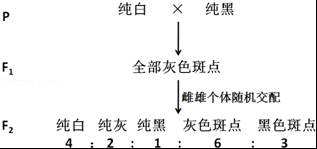 P 纯白 × 纯黑
F₁ 全部灰色斑点
雌雄个体随机交配
F₂ 纯白 纯灰 纯黑 灰色斑点 黑色斑点
4 : 2 : 1 : 6 : 3